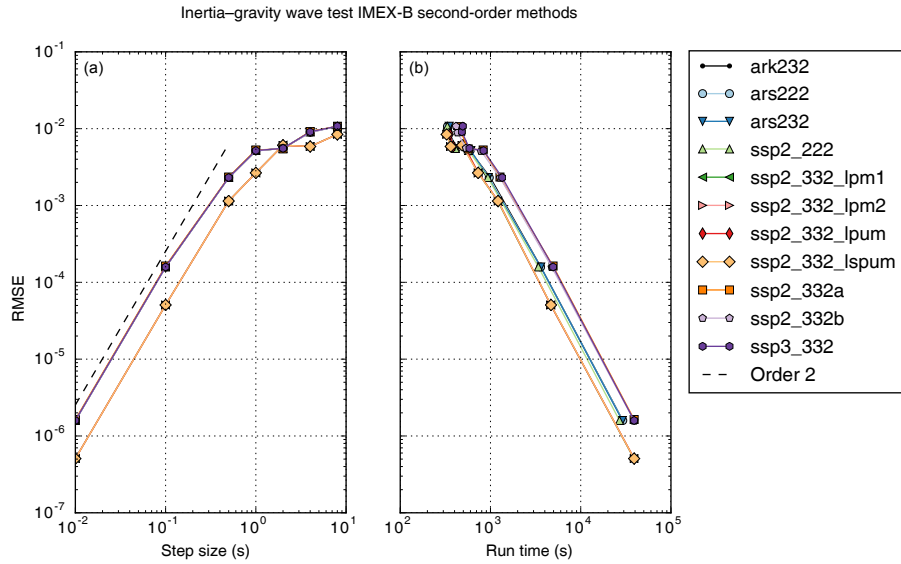 Inertia–gravity wave test IMEX-B second-order methods
(a)
(b)
RMSE
10^-1
10^-2
10^-3
10^-4
10^-5
10^-6
10^-7
10^-2
10^-1
10^0
10^1
Step size (s)
10^2
10^3
10^4
10^5
Run time (s)
ark232
ars222
ars232
ssp2_222
ssp2_332_lpm1
ssp2_332_lpm2
ssp2_332_lpum
ssp2_332_lspum
ssp2_332a
ssp2_332b
ssp3_332
Order 2